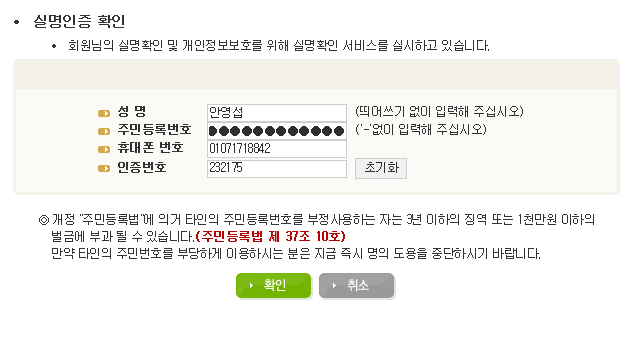 • 실명인증 확인
• 회원님의 실명확인 및 개인정보보호를 위해 실명확인 서비스를 실시하고 있습니다.
성 명 안영섭 (띄어쓰기 없이 입력해 주십시오)
주민등록번호 ●●●●●●●●●●●●● ('-'없이 입력해 주십시오)
휴대폰 번호 01071718842
인증번호 232175 초기화
◎ 개정 "주민등록법"에 의거 타인의 주민등록번호를 부정사용하는 자는 3년 이하의 징역 또는 1천만원 이하의
벌금에 부과 될 수 있습니다.(주민등록법 제 37조 10호)
만약 타인의 주민번호를 부당하게 이용하시는 분은 지금 즉시 명의 도용을 중단하시기 바랍니다.
확인 취소